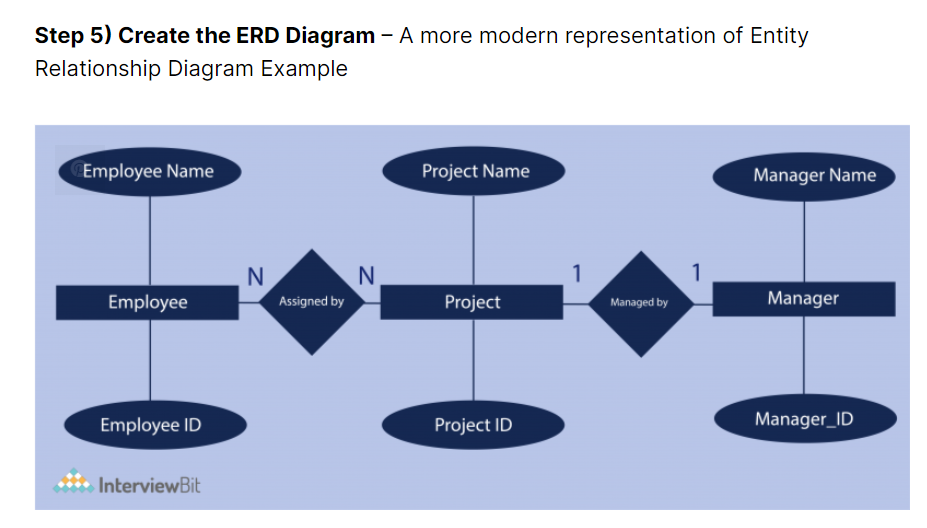 Step 5) Create the ERD Diagram – A more modern representation of Entity
Relationship Diagram Example
Employee Name
Project Name
Manager Name
N
N
1
1
Employee
Assigned by
Project
Managed by
Manager
Employee ID
Project ID
Manager_ID
InterviewBit